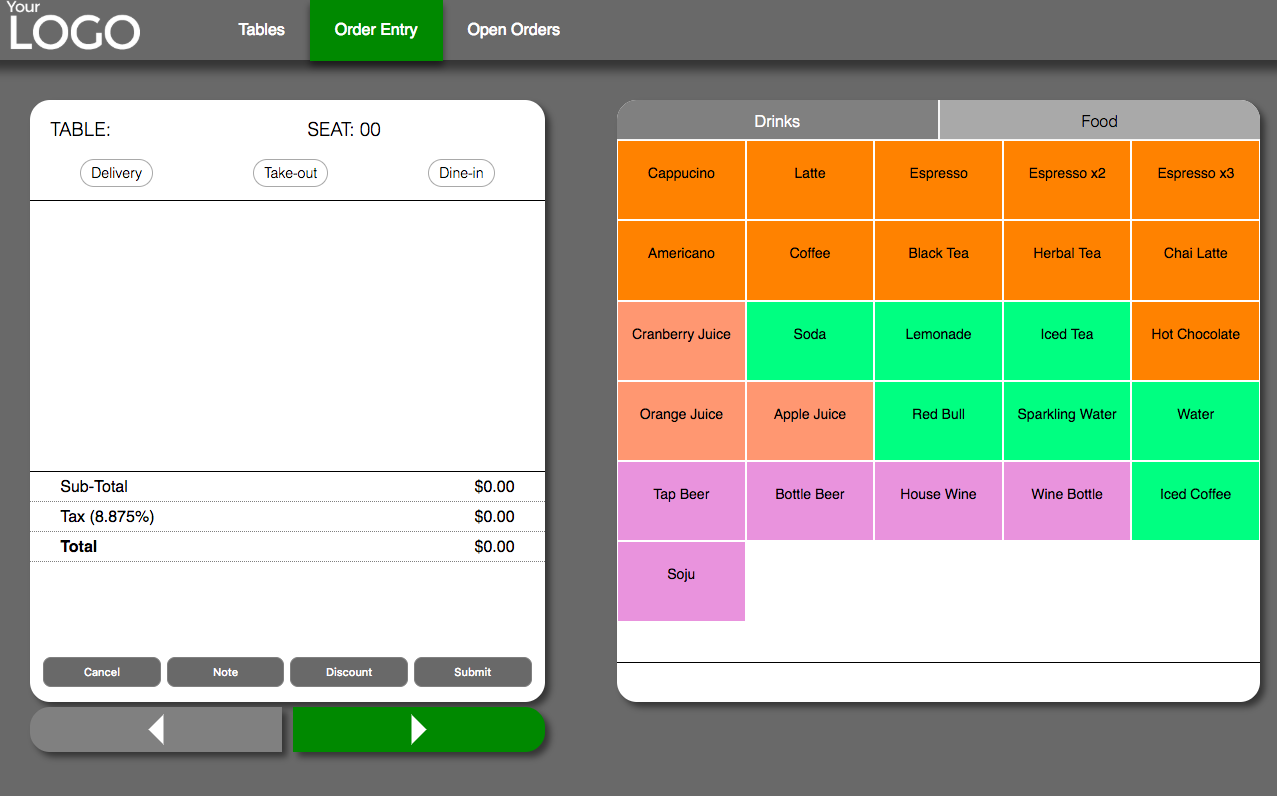 Your
LOGO
Tables
Order Entry
Open Orders
TABLE:
SEAT: 00
Delivery
Take-out
Dine-in
Sub-Total $0.00
Tax (8.875%) $0.00
Total $0.00
Cancel
Note
Discount
Submit
Drinks
Food
Cappucino
Latte
Espresso
Espresso x2
Espresso x3
Americano
Coffee
Black Tea
Herbal Tea
Chai Latte
Cranberry Juice
Soda
Lemonade
Iced Tea
Hot Chocolate
Orange Juice
Apple Juice
Red Bull
Sparkling Water
Water
Tap Beer
Bottle Beer
House Wine
Wine Bottle
Iced Coffee
Soju